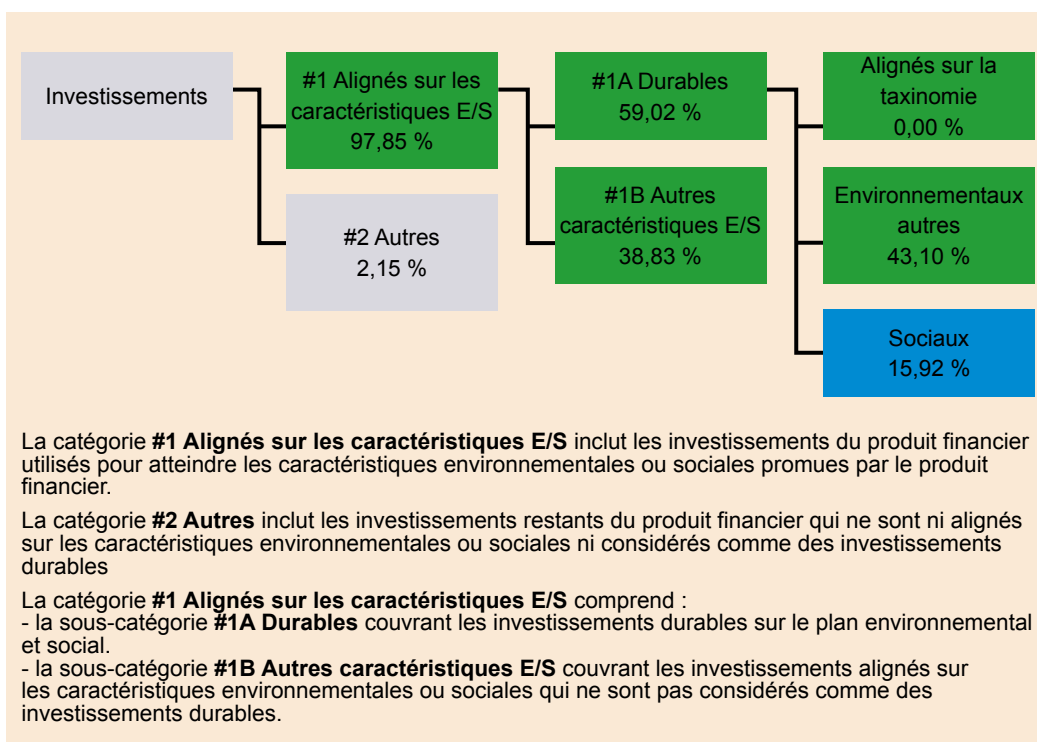 Investissements
#1 Alignés sur les
caractéristiques E/S
97,85 %
#2 Autres
2,15 %
#1A Durables
59,02 %
#1B Autres
caractéristiques E/S
38,83 %
Alignés sur la
taxinomie
0,00 %
Environnementaux
autres
43,10 %
Sociaux
15,92 %
La catégorie #1 Alignés sur les caractéristiques E/S inclut les investissements du produit financier
utilisés pour atteindre les caractéristiques environnementales ou sociales promues par le produit
financier.
La catégorie #2 Autres inclut les investissements restants du produit financier qui ne sont ni alignés
sur les caractéristiques environnementales ou sociales ni considérés comme des investissements
durables
La catégorie #1 Alignés sur les caractéristiques E/S comprend :
- la sous-catégorie #1A Durables couvrant les investissements durables sur le plan environnemental
et social.
- la sous-catégorie #1B Autres caractéristiques E/S couvrant les investissements alignés sur
les caractéristiques environnementales ou sociales qui ne sont pas considérés comme des
investissements durables.